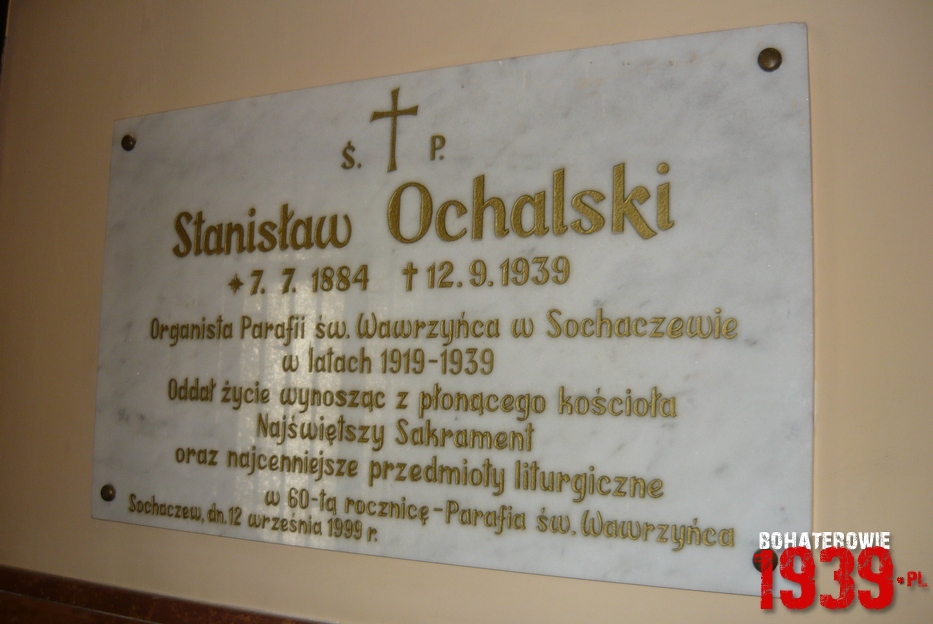 Ś. P.
Stanisław Ochalski
✴ 7. 7. 1884 † 12. 9. 1939
Organista Parafii św. Wawrzyńca w Sochaczewie
w latach 1919-1939
Oddał życie wynosząc z płonącego kościoła
Najświętszy Sakrament
oraz najcenniejsze przedmioty liturgiczne
w 60-tą rocznicę - Parafia św. Wawrzyńca
Sochaczew, dn. 12 września 1999 r.
BOHATEROWIE
1939.PL